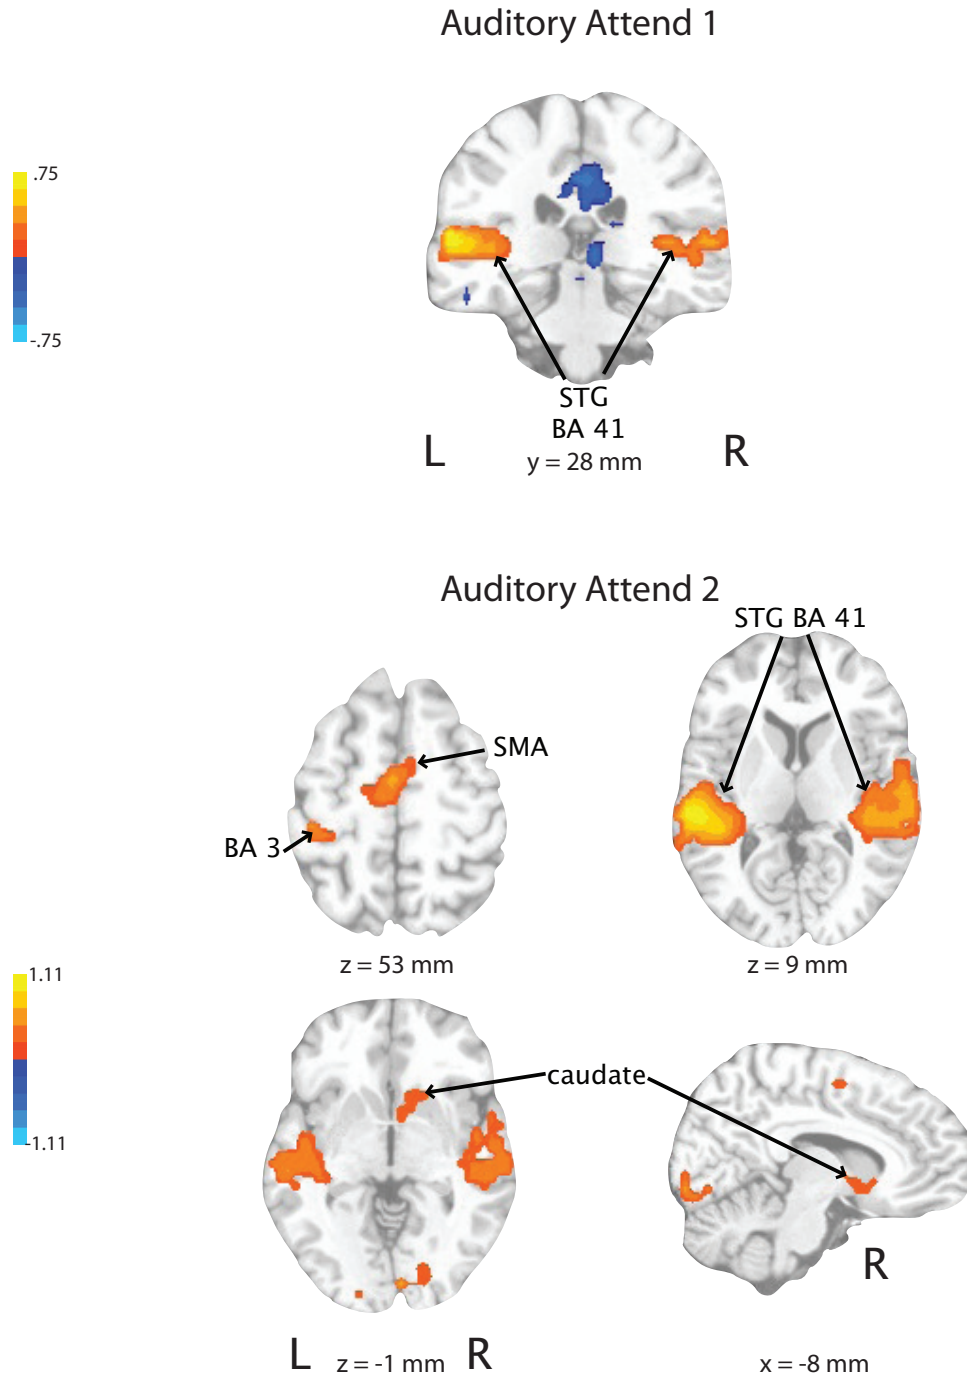 Auditory Attend 1
.75
-.75
STG
BA 41
L
R
y = 28 mm
Auditory Attend 2
STG BA 41
SMA
BA 3
z = 53 mm
z = 9 mm
1.11
-1.11
caudate
R
L
z = -1 mm
R
x = -8 mm